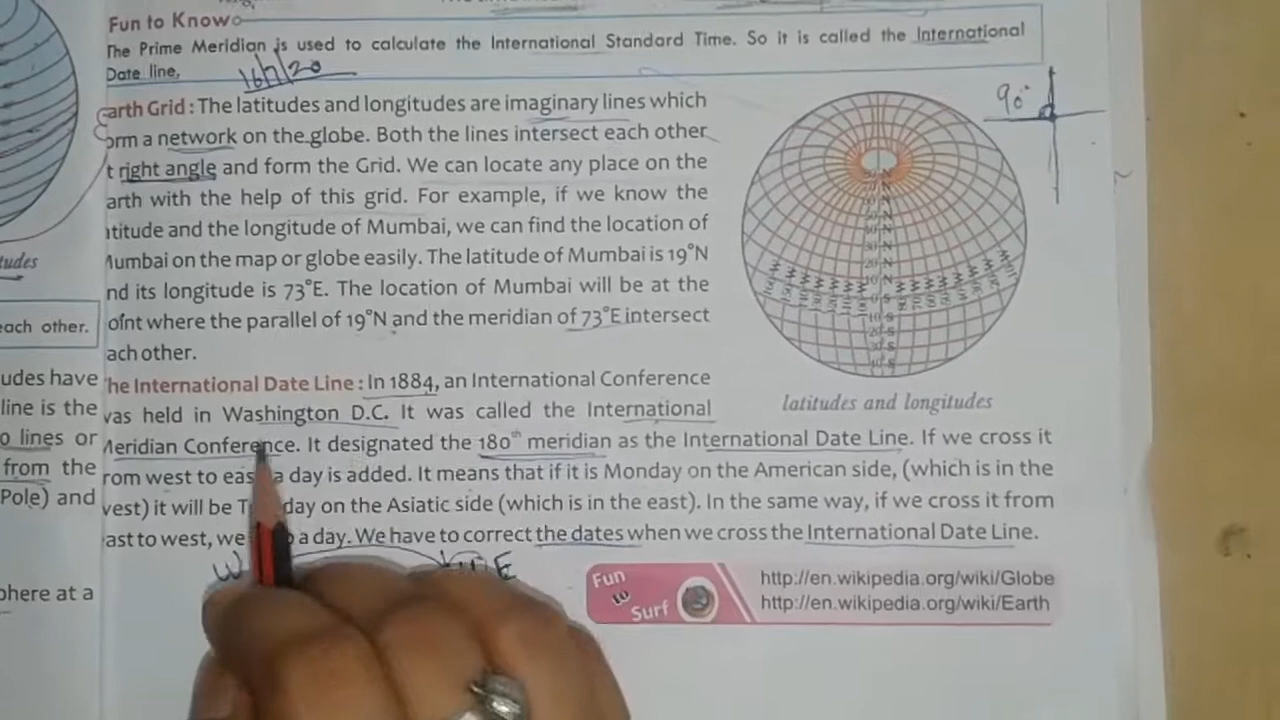 Fun to Know
The Prime Meridian is used to calculate the International Standard Time. So it is called the International
Date line,
16/7/20
90°
arth Grid : The latitudes and longitudes are imaginary lines which
orm a network on the globe. Both the lines intersect each other
t right angle and form the Grid. We can locate any place on the
arth with the help of this grid. For example, if we know the
titude and the longitude of Mumbai, we can find the location of
umbai on the map or globe easily. The latitude of Mumbai is 19°N
nd its longitude is 73°E. The location of Mumbai will be at the
oint where the parallel of 19°N and the meridian of 73°E intersect
ach other.
latitudes and longitudes
he International Date Line : In 1884, an International Conference
was held in Washington D.C. It was called the International
Meridian Conference. It designated the 180th meridian as the International Date Line. If we cross it
rom west to eas a day is added. It means that if it is Monday on the American side, (which is in the
west) it will be T day on the Asiatic side (which is in the east). In the same way, if we cross it from
ast to west, we a day. We have to correct the dates when we cross the International Date Line.
W E
Fun
to
Surf
http://en.wikipedia.org/wiki/Globe
http://en.wikipedia.org/wiki/Earth
tudes
each other.
udes have
line is the
o lines or
from the
Pole) and
phere at a